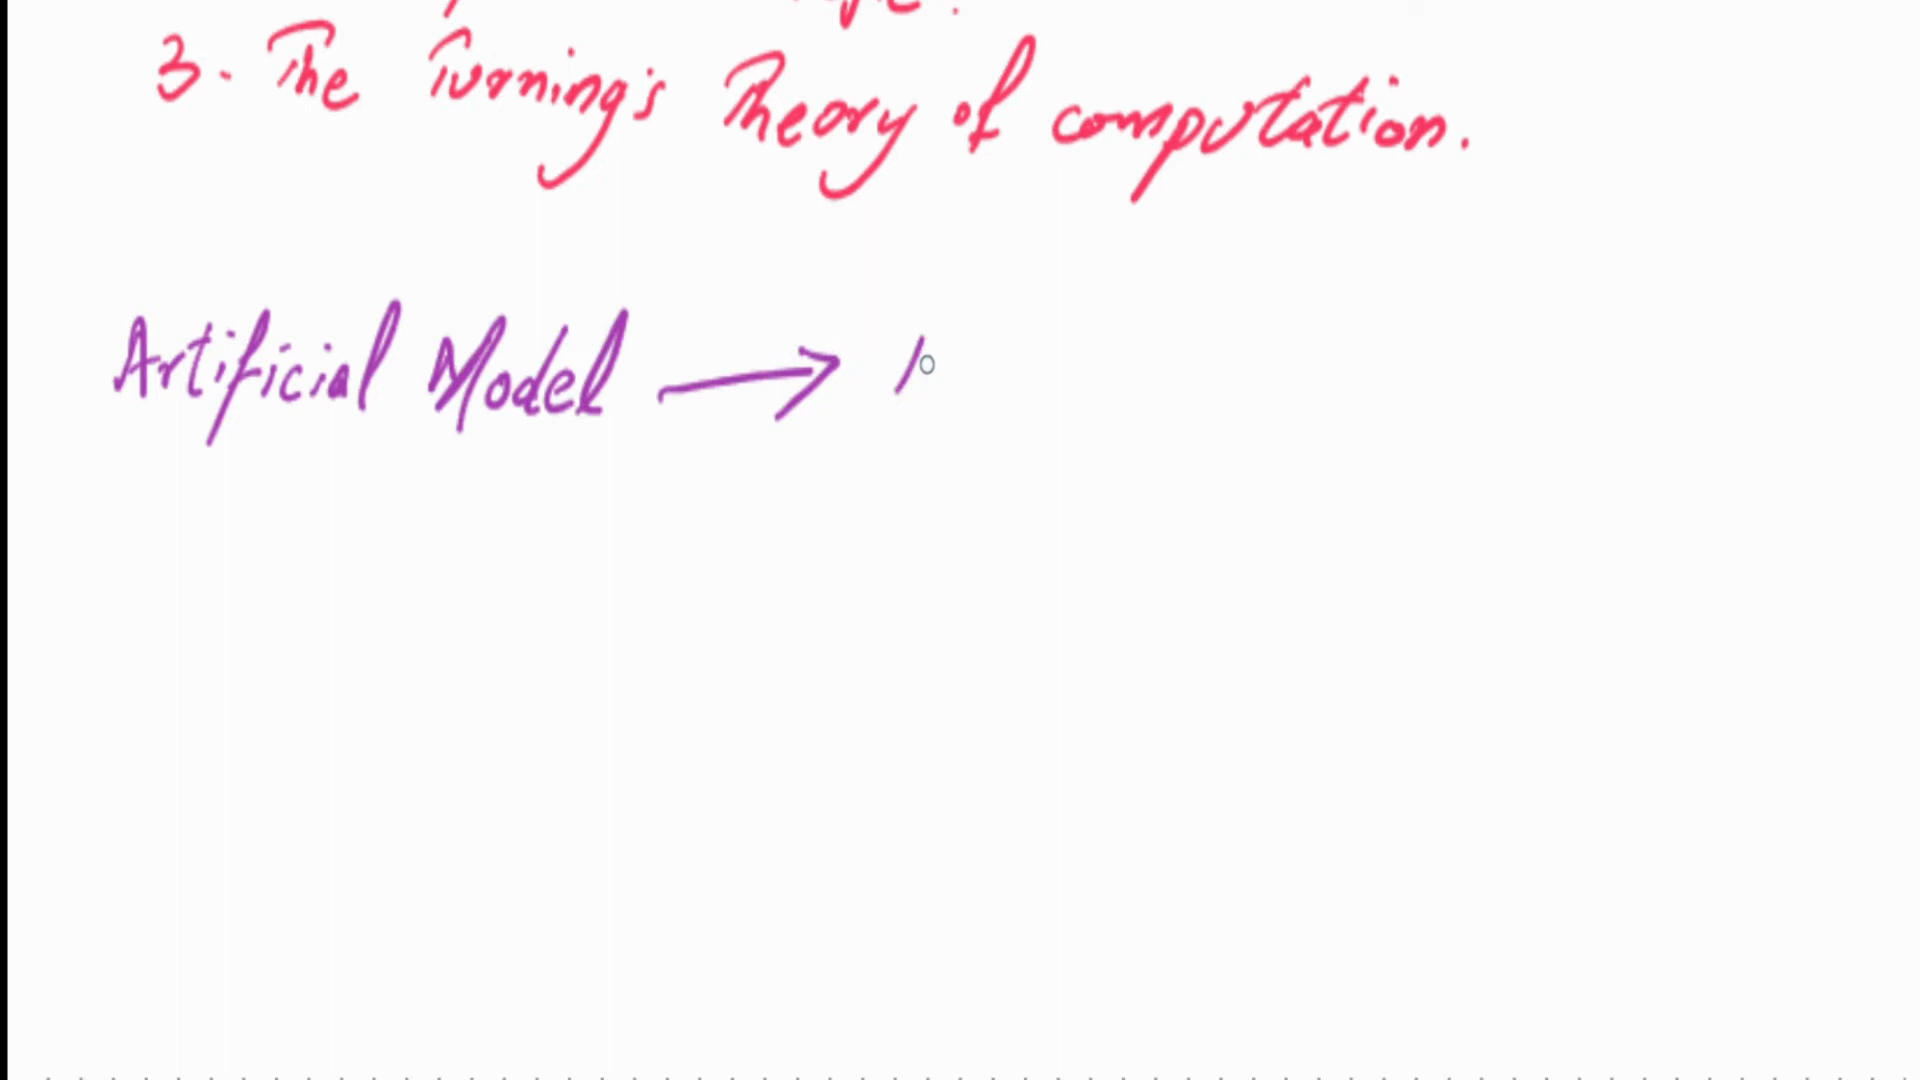 3. The Turning's Theory of computation.
Artificial Model →